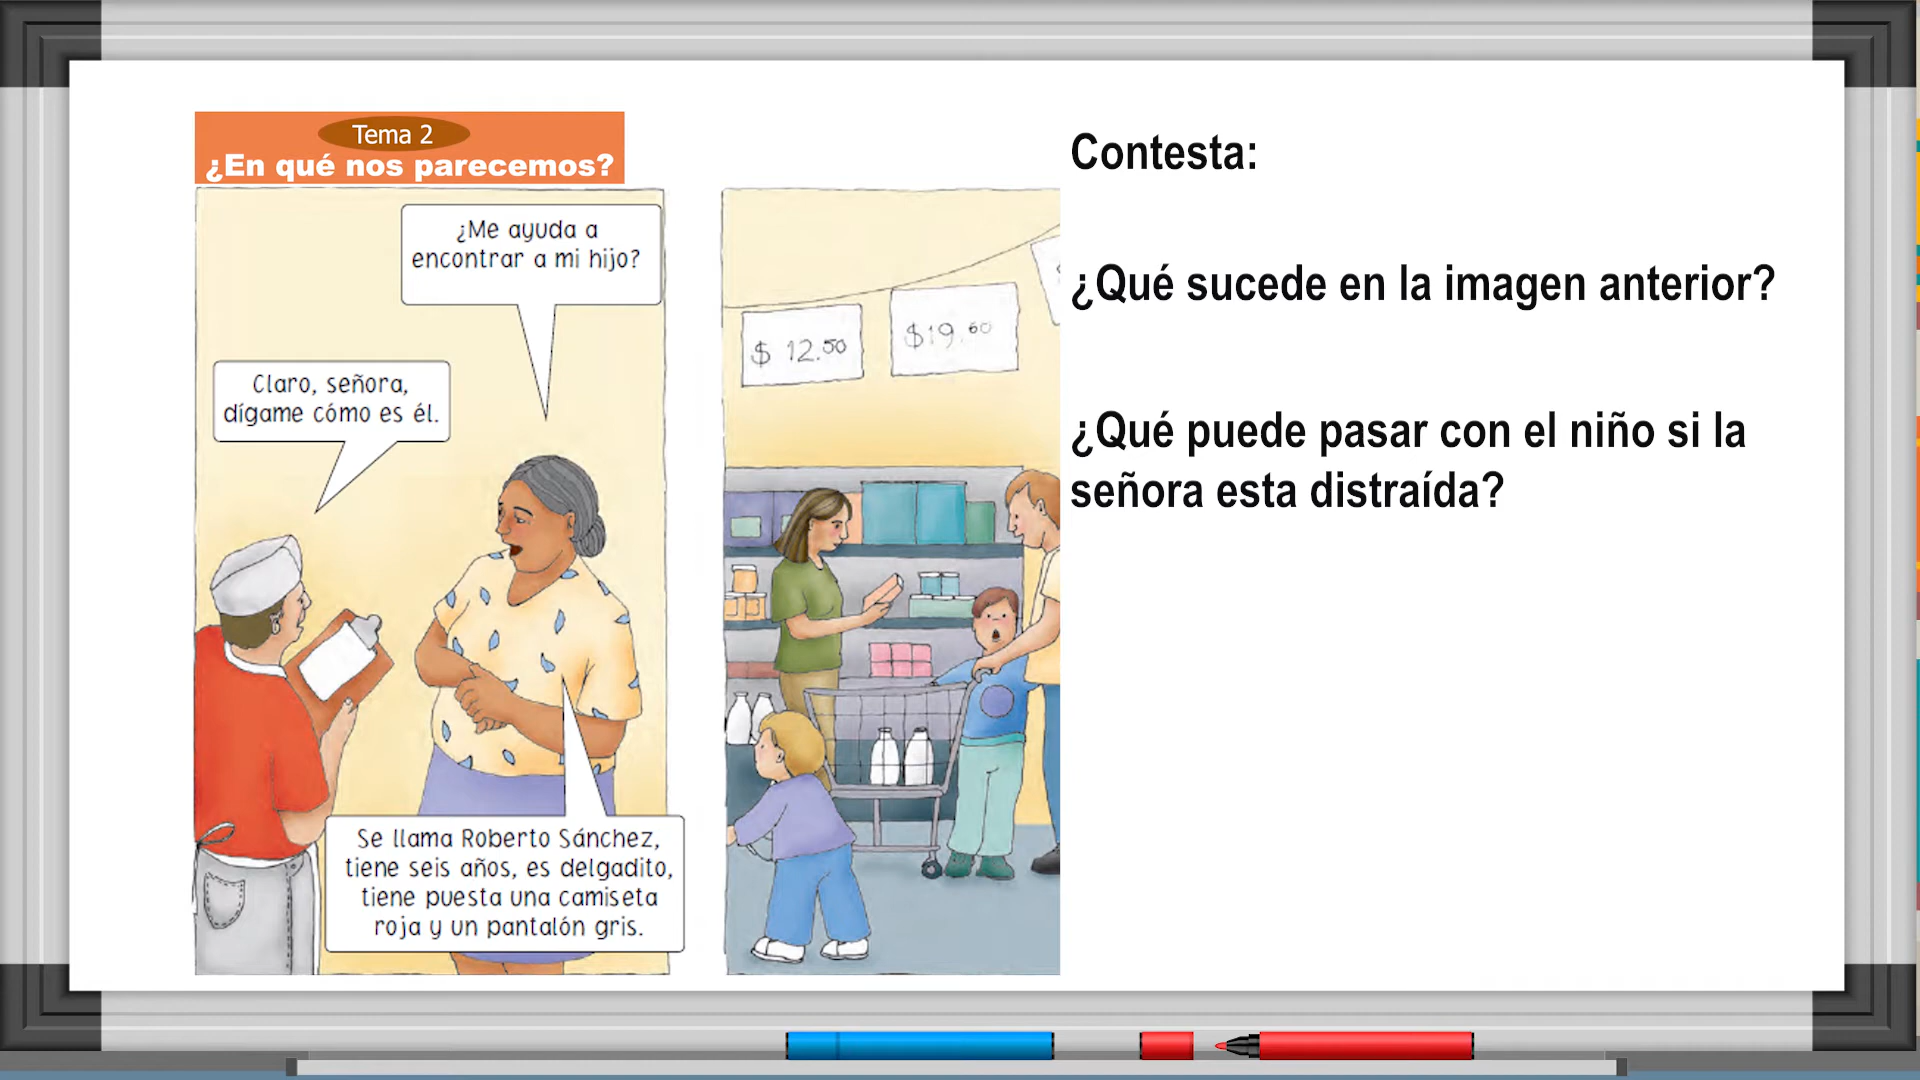 Tema 2
¿En qué nos parecemos?
¿Me ayuda a
encontrar a mi hijo?
Claro, señora,
dígame cómo es él.
Se llama Roberto Sánchez,
tiene seis años, es delgadito,
tiene puesta una camiseta
roja y un pantalón gris.
$ 12.50
$19.60
Contesta:
¿Qué sucede en la imagen anterior?
¿Qué puede pasar con el niño si la
señora esta distraída?